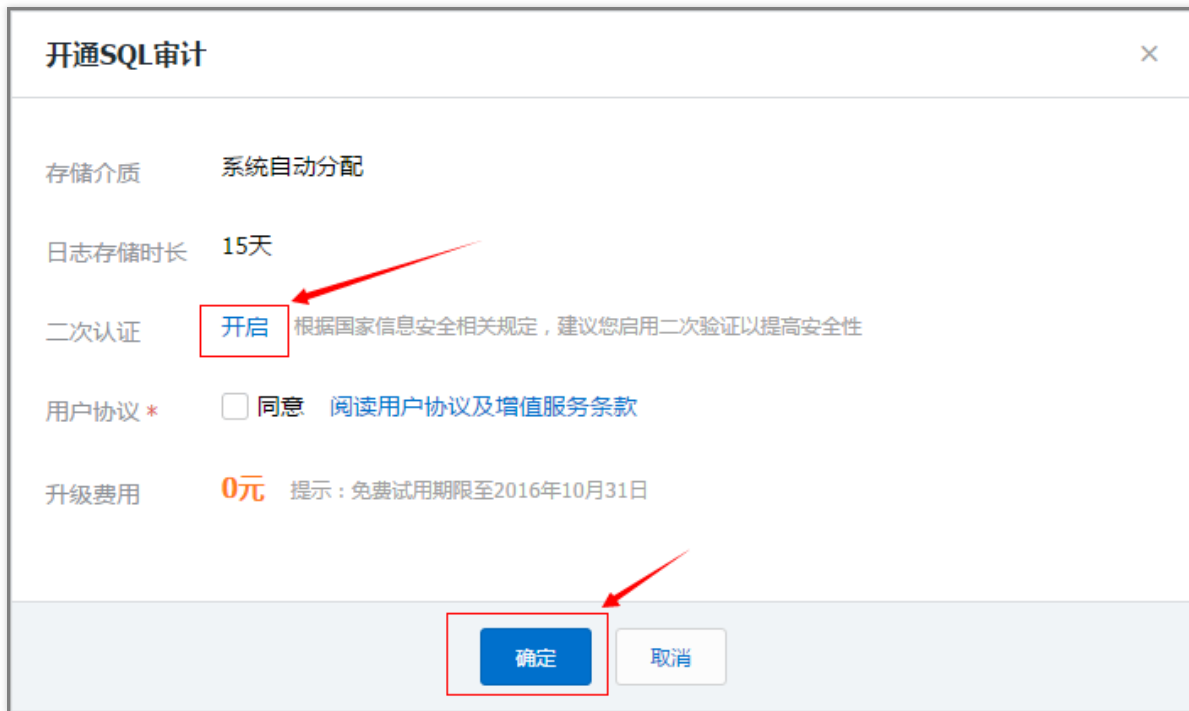 开通SQL审计 ×
存储介质 系统自动分配
日志存储时长 15天
二次认证 开启 根据国家信息安全相关规定，建议您启用二次验证以提高安全性
用户协议 * 同意 阅读用户协议及增值服务条款
升级费用 0元 提示：免费试用期限至2016年10月31日
确定 取消